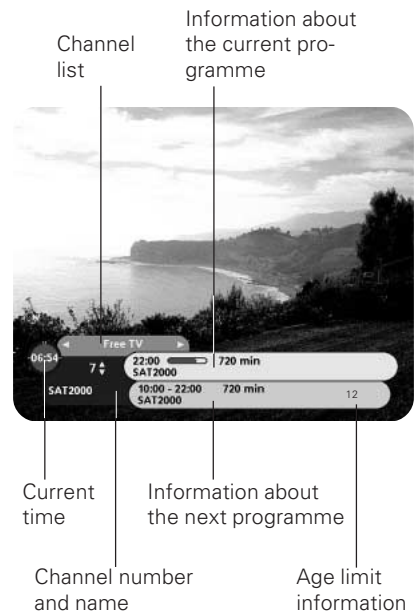 Information about
the current pro-
gramme
Channel
list
Free TV
06:54
7
22:00 720 min
SAT2000
SAT2000
10:00 - 22:00 720 min
SAT2000
12
Current
time
Information about
the next programme
Channel number
and name
Age limit
information